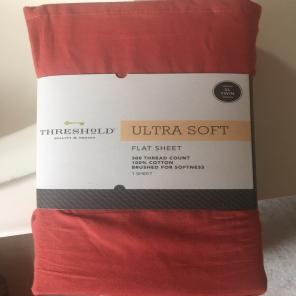 XL
TWIN
THRESHOLD
QUALITY & DESIGN
ULTRA SOFT
FLAT SHEET
300 THREAD COUNT
100% COTTON
BRUSHED FOR SOFTNESS
1 SHEET